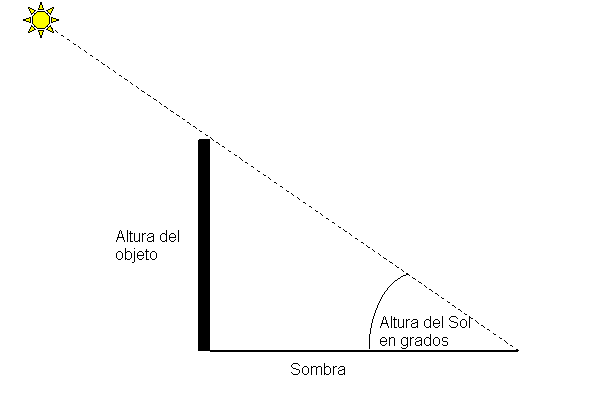 Altura del
objeto
Altura del Sol
en grados
Sombra